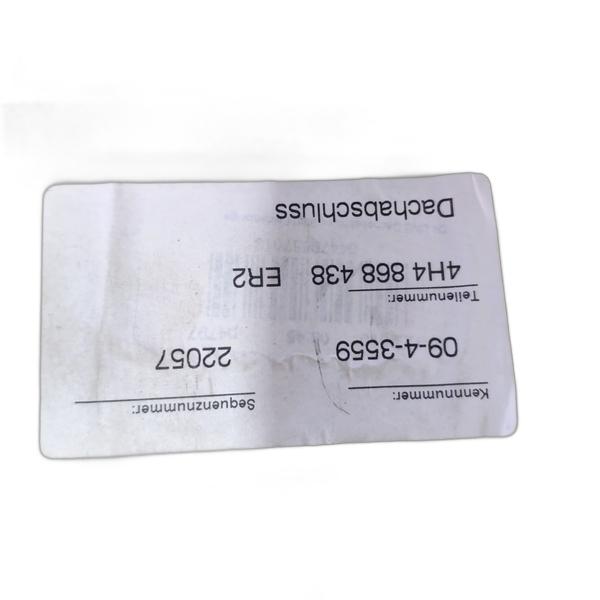 Kennnummer: Sequenznummer:
09-4-3559 22057
Teilenummer:
4H4 868 438 ER2
Dachabschluss